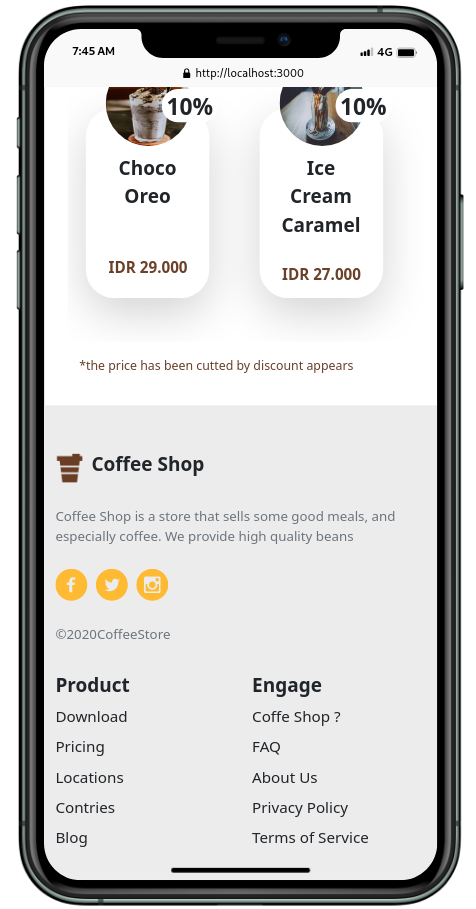 7:45 AM
4G
http://localhost:3000
10%
10%
Choco
Oreo
IDR 29.000
Ice
Cream
Caramel
IDR 27.000
*the price has been cutted by discount appears
Coffee Shop
Coffee Shop is a store that sells some good meals, and
especially coffee. We provide high quality beans
©2020CoffeeStore
Product
Download
Pricing
Locations
Contries
Blog
Engage
Coffe Shop ?
FAQ
About Us
Privacy Policy
Terms of Service